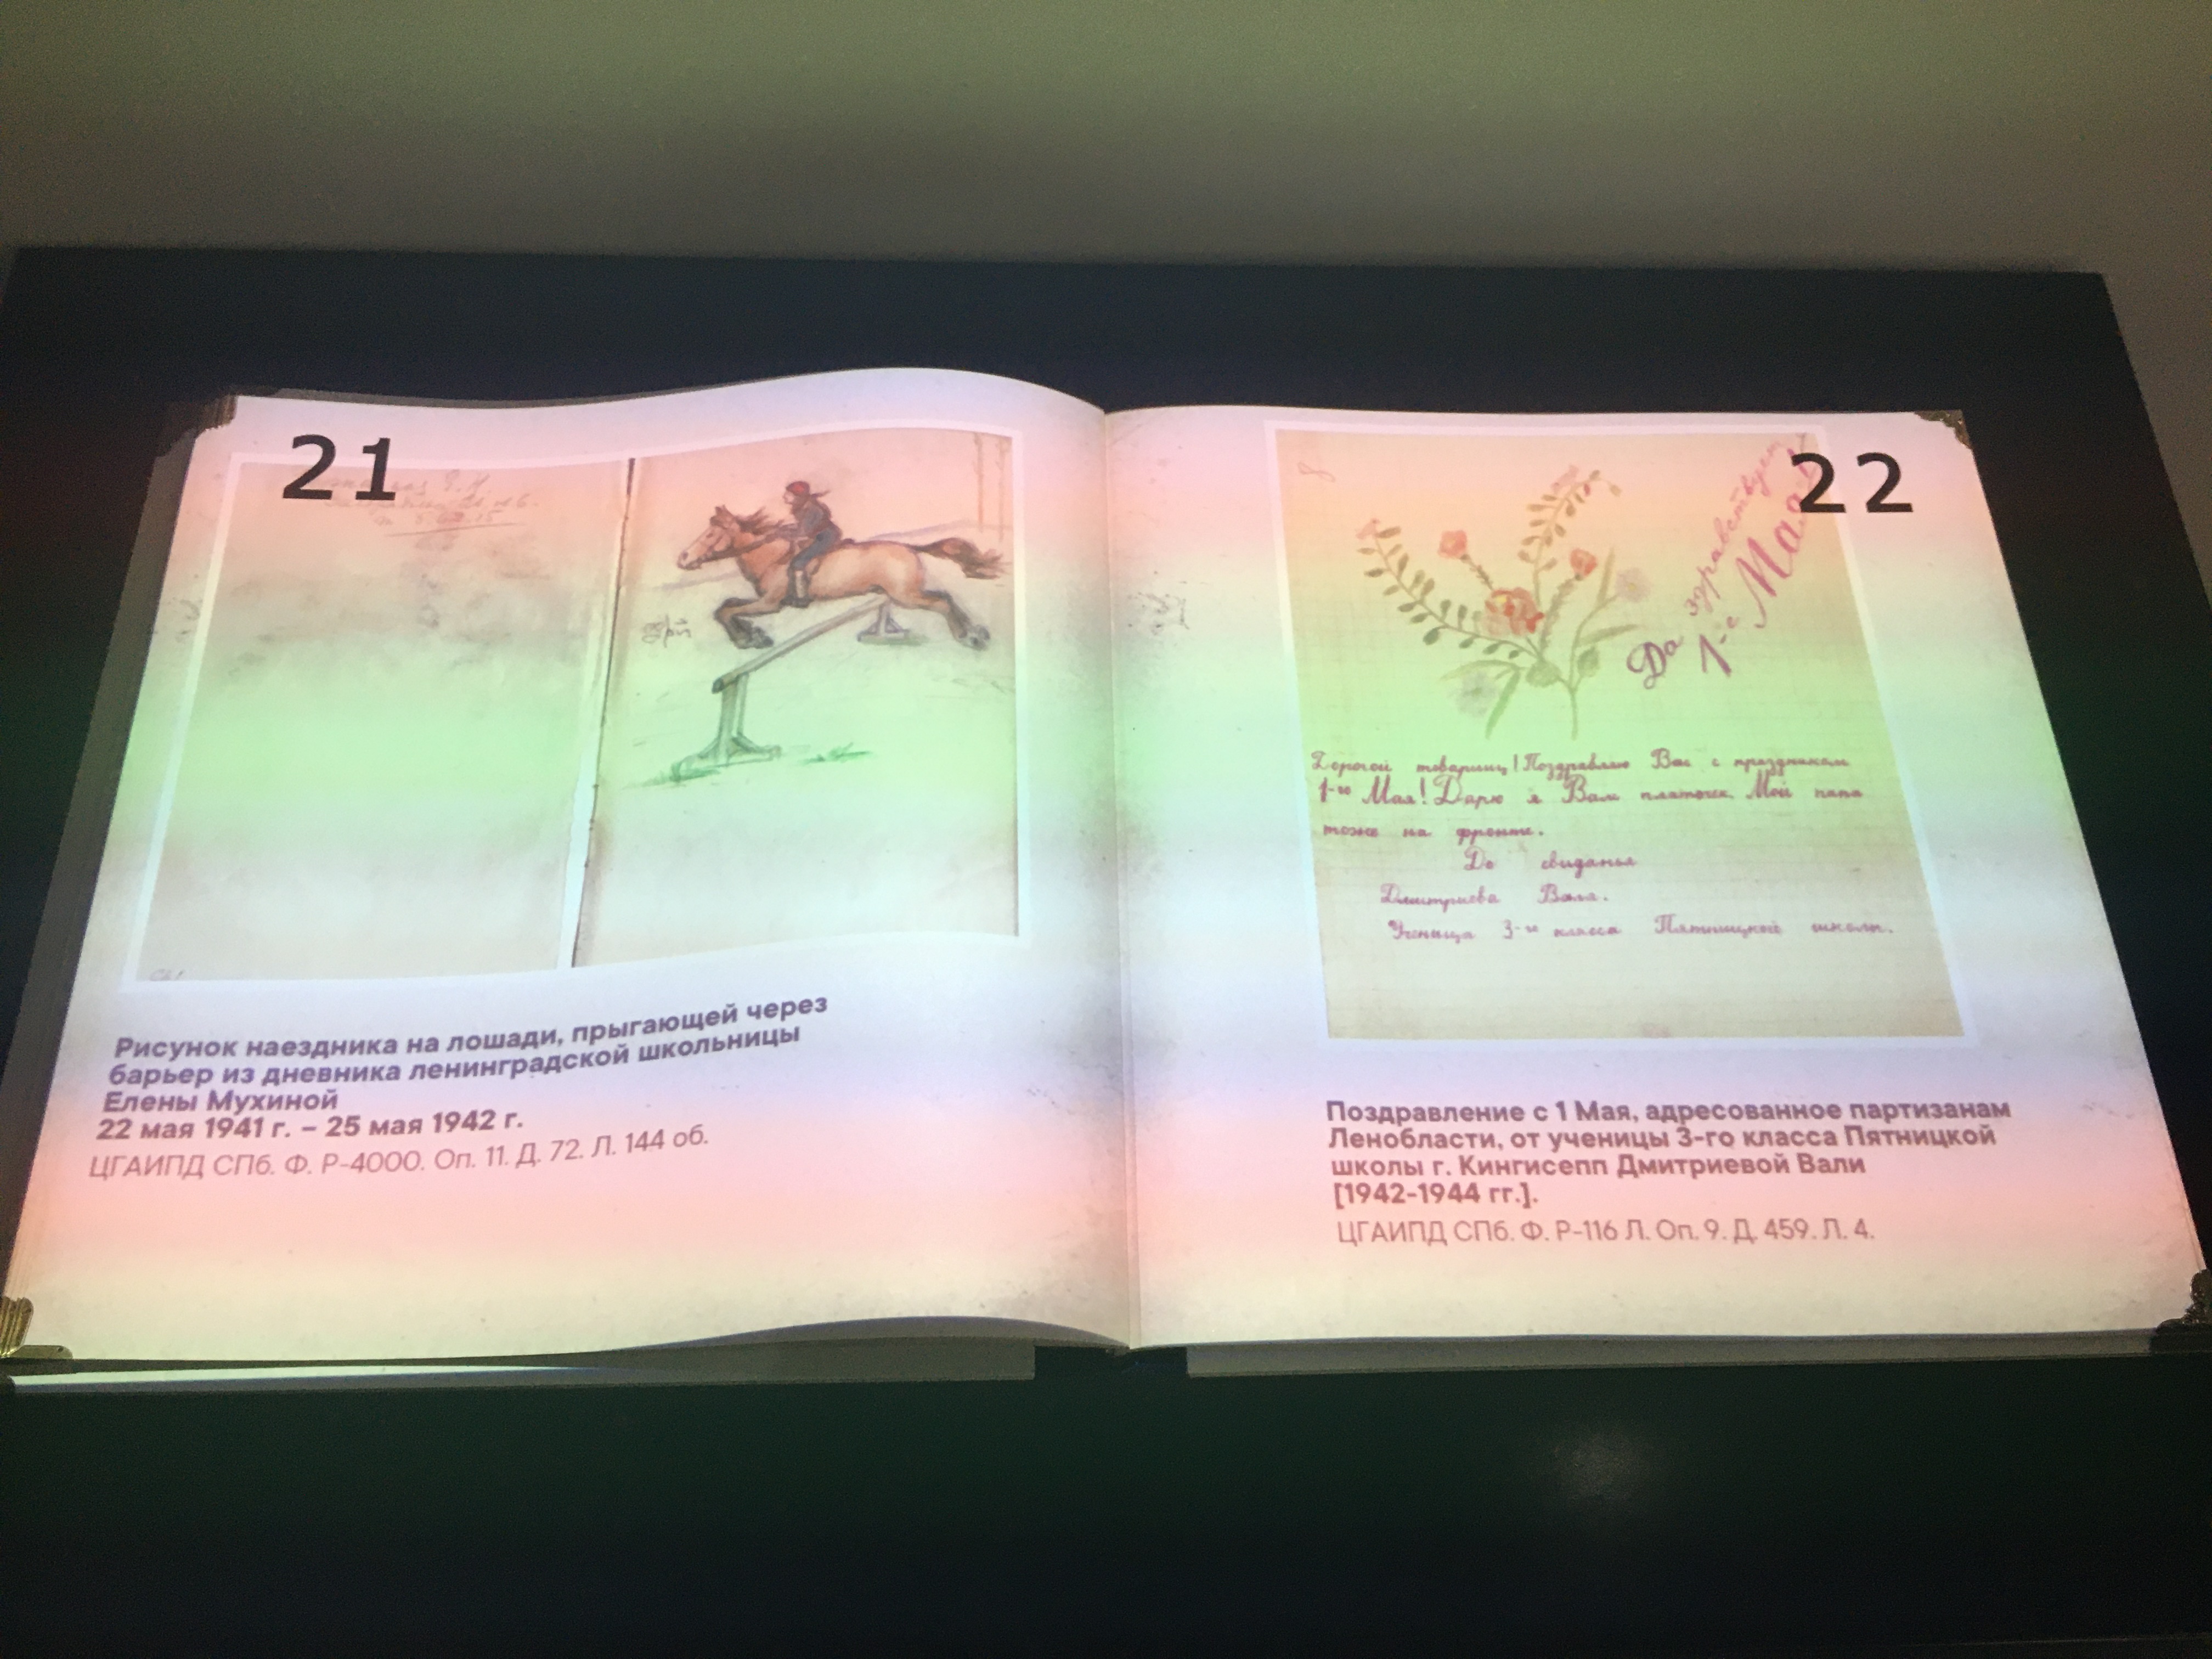 21
Рисунок наездника на лошади, прыгающей через
барьер из дневника ленинградской школьницы
Елены Мухиной
22 мая 1941 г. – 25 мая 1942 г.
ЦГАИПД СПб. Ф. Р-4000. Оп. 11. Д. 72. Л. 144 об.
22
Да здравствует
1-е Мая!
Дорогой товарищ! Поздравляю Вас с праздником
1-го Мая! Дарю я Вам платочек. Мой папа
тоже на фронте.
До свиданья
Дмитриева Валя.
Ученица 3-го класса Пятницкой школы.
Поздравление с 1 Мая, адресованное партизанам
Ленобласти, от ученицы 3-го класса Пятницкой
школы г. Кингисепп Дмитриевой Вали
[1942-1944 гг.].
ЦГАИПД СПб. Ф. Р-116 Л. Оп. 9. Д. 459. Л. 4.